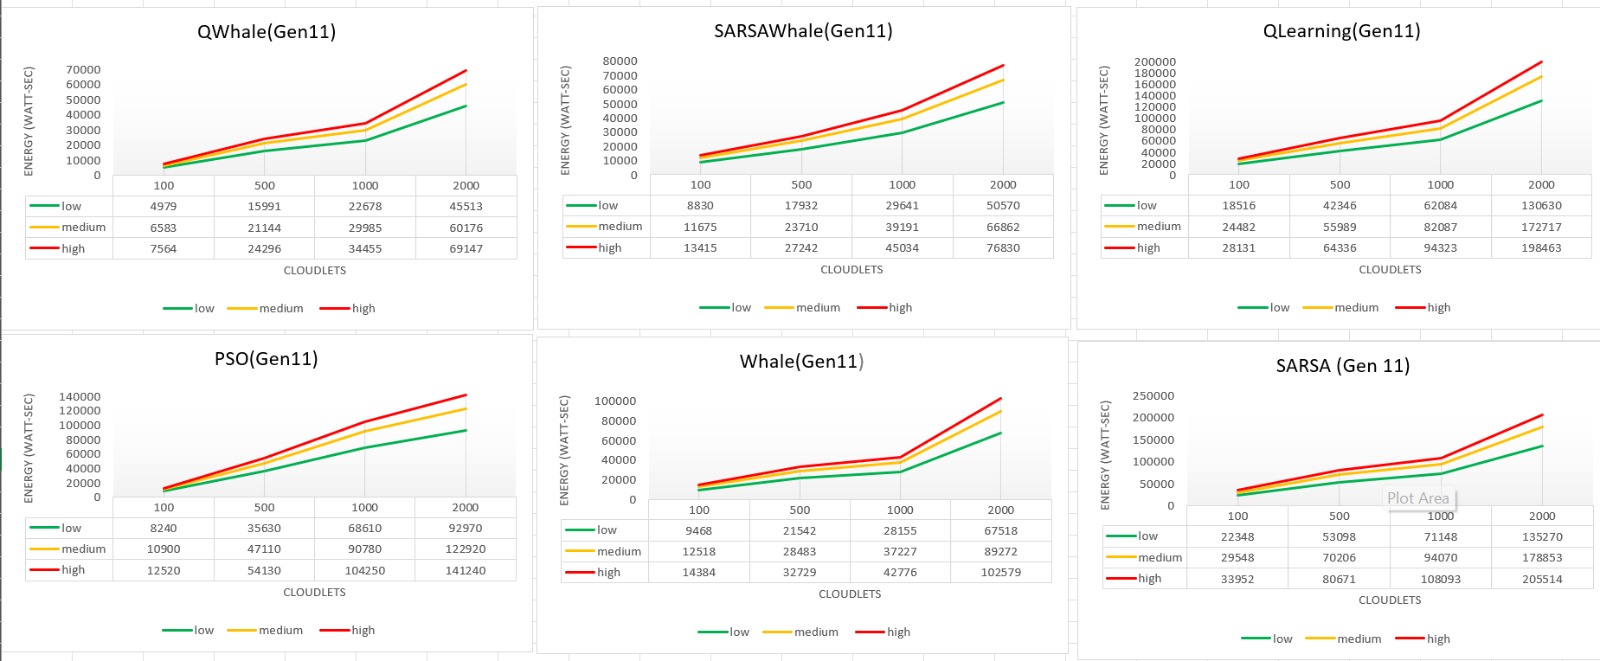 QWhale(Gen11)
ENERGY (WATT-SEC)
70000
60000
50000
40000
30000
20000
10000
0
100 500 1000 2000
low 4979 15991 22678 45513
medium 6583 21144 29985 60176
high 7564 24296 34455 69147
CLOUDLETS
low medium high
SARSAWhale(Gen11)
ENERGY (WATT-SEC)
80000
70000
60000
50000
40000
30000
20000
10000
0
100 500 1000 2000
low 8830 17932 29641 50570
medium 11675 23710 39191 66862
high 13415 27242 45034 76830
CLOUDLETS
low medium high
QLearning(Gen11)
ENERGY (WATT-SEC)
200000
180000
160000
140000
120000
100000
80000
60000
40000
20000
0
100 500 1000 2000
low 18516 42346 62084 130630
medium 24482 55989 82087 172717
high 28131 64336 94323 198463
CLOUDLETS
low medium high
PSO(Gen11)
ENERGY (WATT-SEC)
140000
120000
100000
80000
60000
40000
20000
0
100 500 1000 2000
low 8240 35630 68610 92970
medium 10900 47110 90780 122920
high 12520 54130 104250 141240
CLOUDLETS
low medium high
Whale(Gen11)
ENERGY (WATT-SEC)
100000
80000
60000
40000
20000
0
100 500 1000 2000
low 9468 21542 28155 67518
medium 12518 28483 37227 89272
high 14384 32729 42776 102579
CLOUDLETS
low medium high
SARSA (Gen 11)
ENERGY (WATT-SEC)
250000
200000
150000
100000
50000
0
Plot Area
100 500 1000 2000
low 22348 53098 71148 135270
medium 29548 70206 94070 178853
high 33952 80671 108093 205514
CLOUDLETS
low medium high